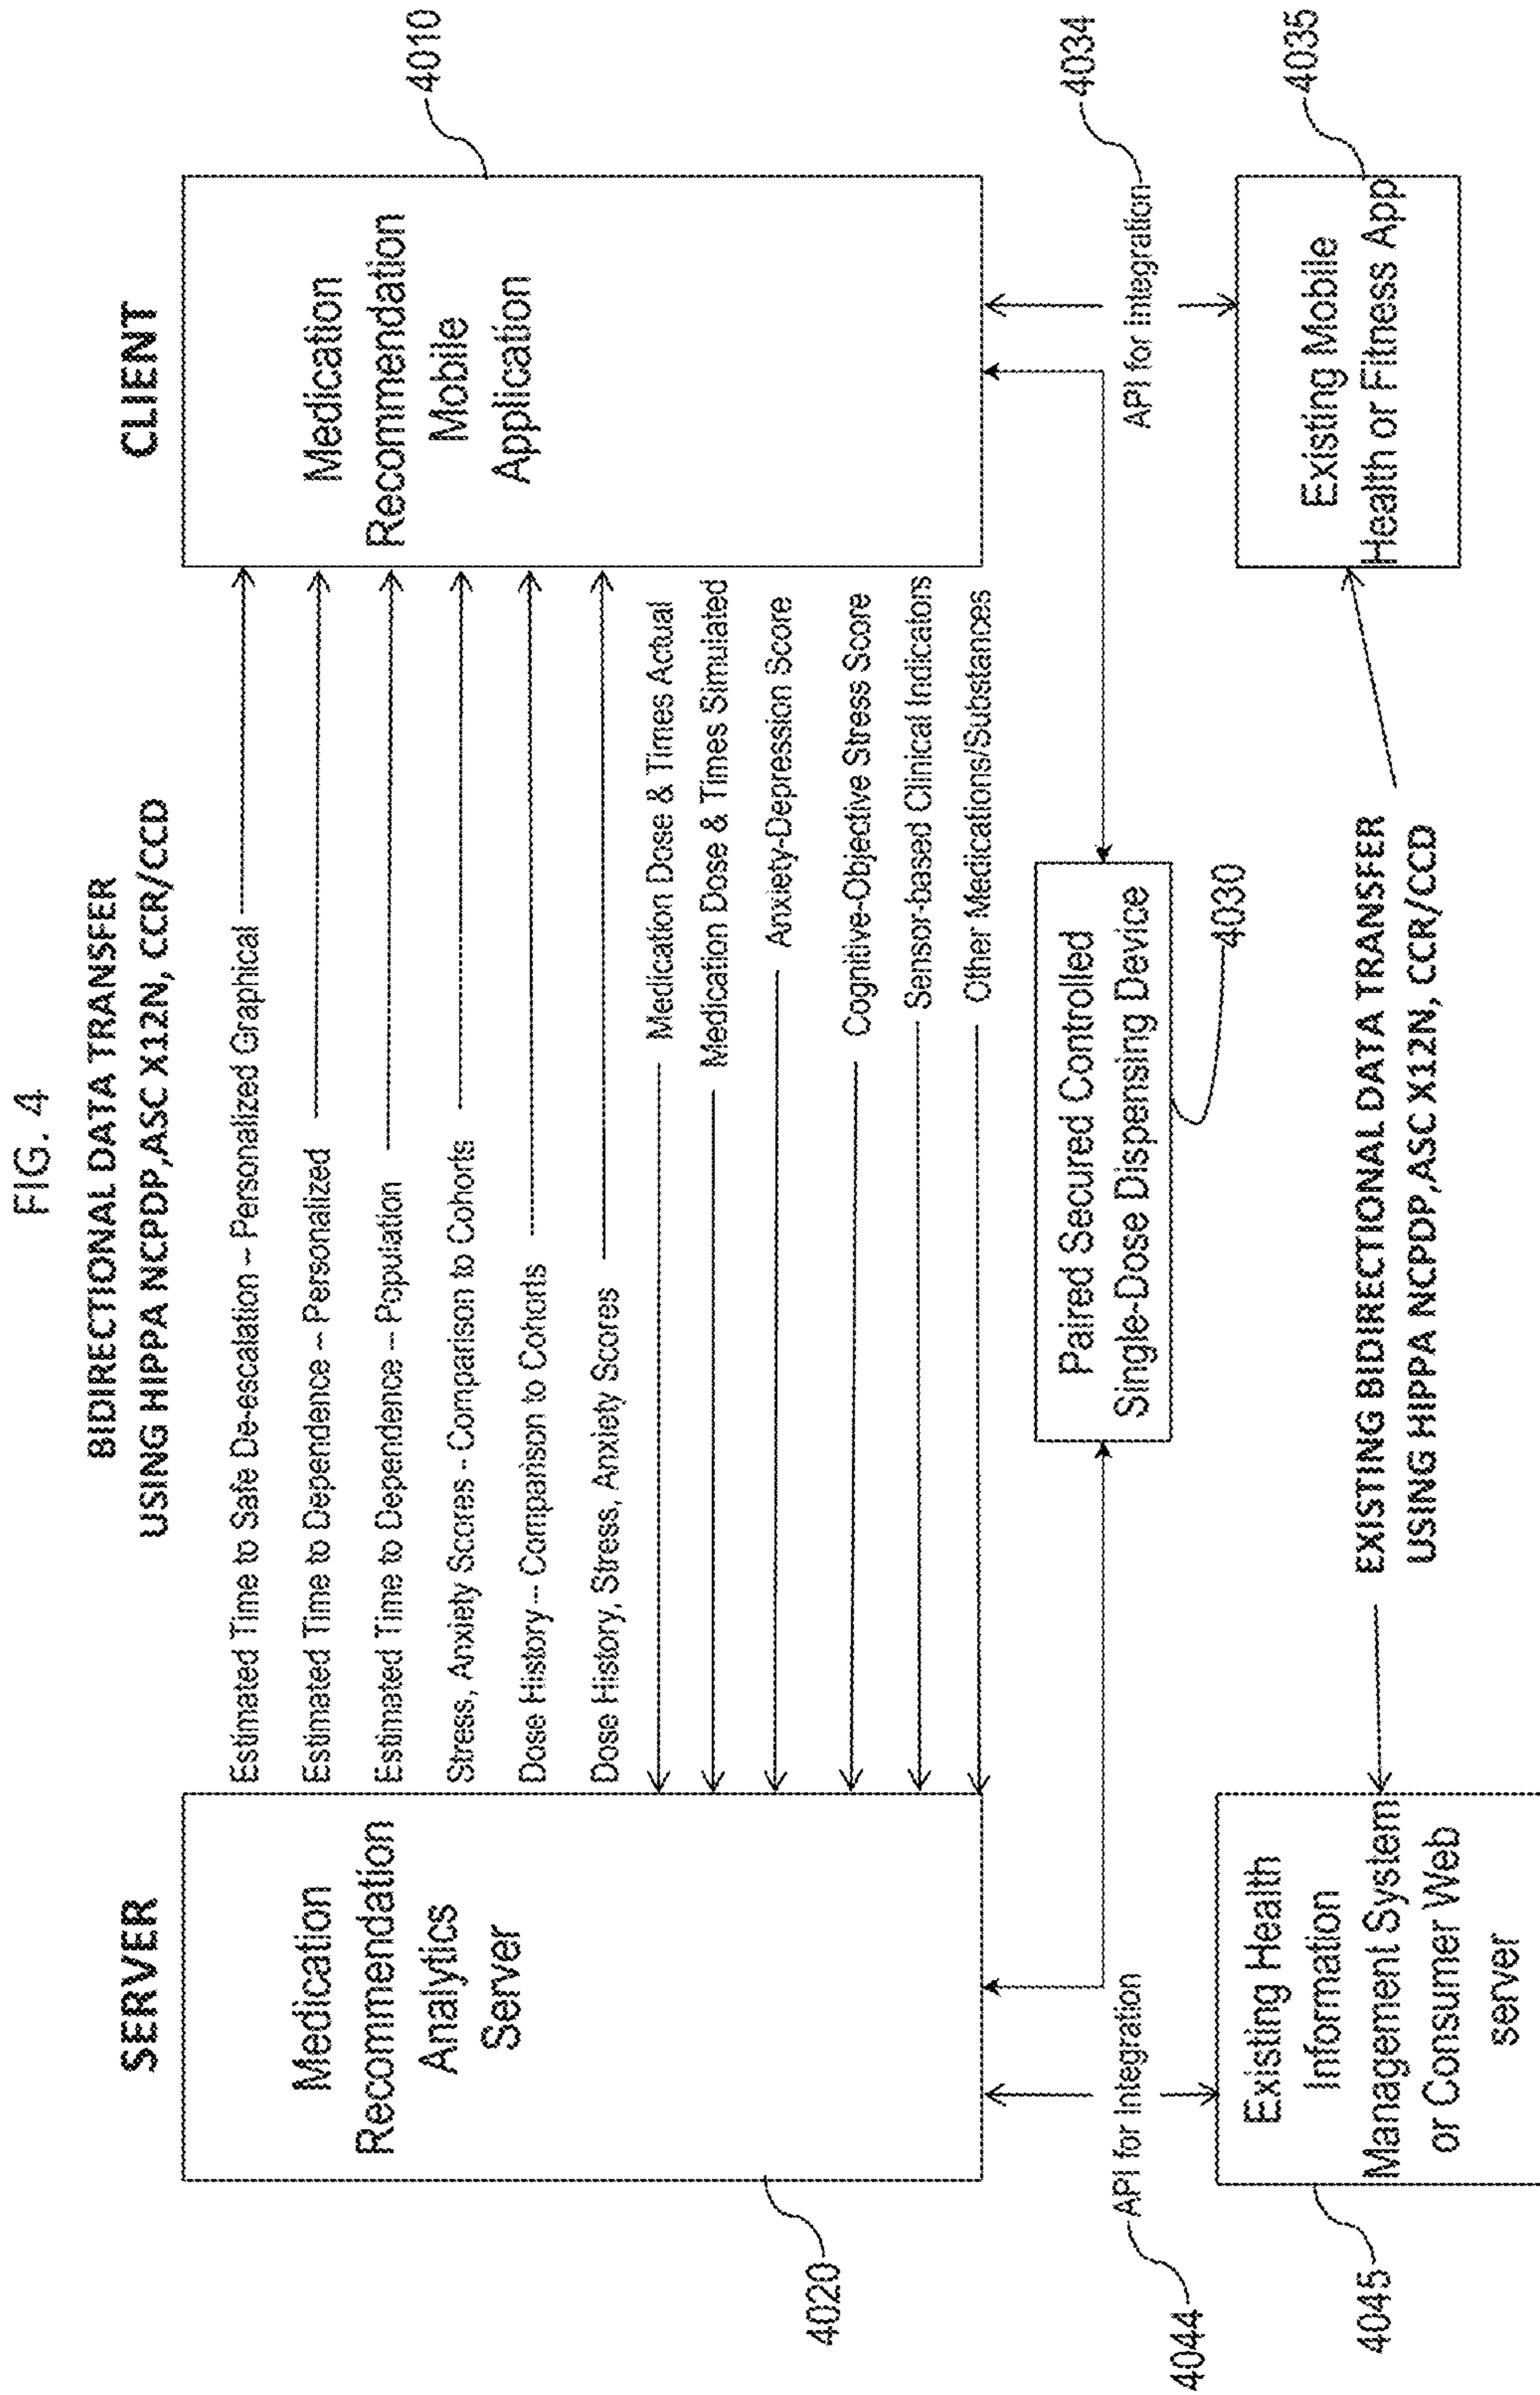 FIG. 4
BIDIRECTIONAL DATA TRANSFER
USING HIPPA NCPDP,ASC X12N, CCR/CCD
SERVER
CLIENT
Medication
Recommendation
Analytics
Server
4020
Estimated Time to Safe De-escalation -- Personalized Graphical
Estimated Time to Dependence -- Personalized
Estimated Time to Dependence -- Population
Stress, Anxiety Scores - Comparison to Cohorts
Dose History -- Comparison to Cohorts
Dose History, Stress, Anxiety Scores
Medication Dose & Times Actual
Medication Dose & Times Simulated
Anxiety-Depression Score
Cognitive-Objective Stress Score
Sensor-based Clinical Indicators
Other Medications/Substances
Medication
Recommendation
Mobile
Application
4010
Paired Secured Controlled
Single-Dose Dispensing Device
4030
API for Integration
4044
API for Integration
4034
Existing Health
Information
Management System
or Consumer Web
server
4045
EXISTING BIDIRECTIONAL DATA TRANSFER
USING HIPPA NCPDP,ASC X12N, CCR/CCD
Existing Mobile
Health or Fitness App
4035